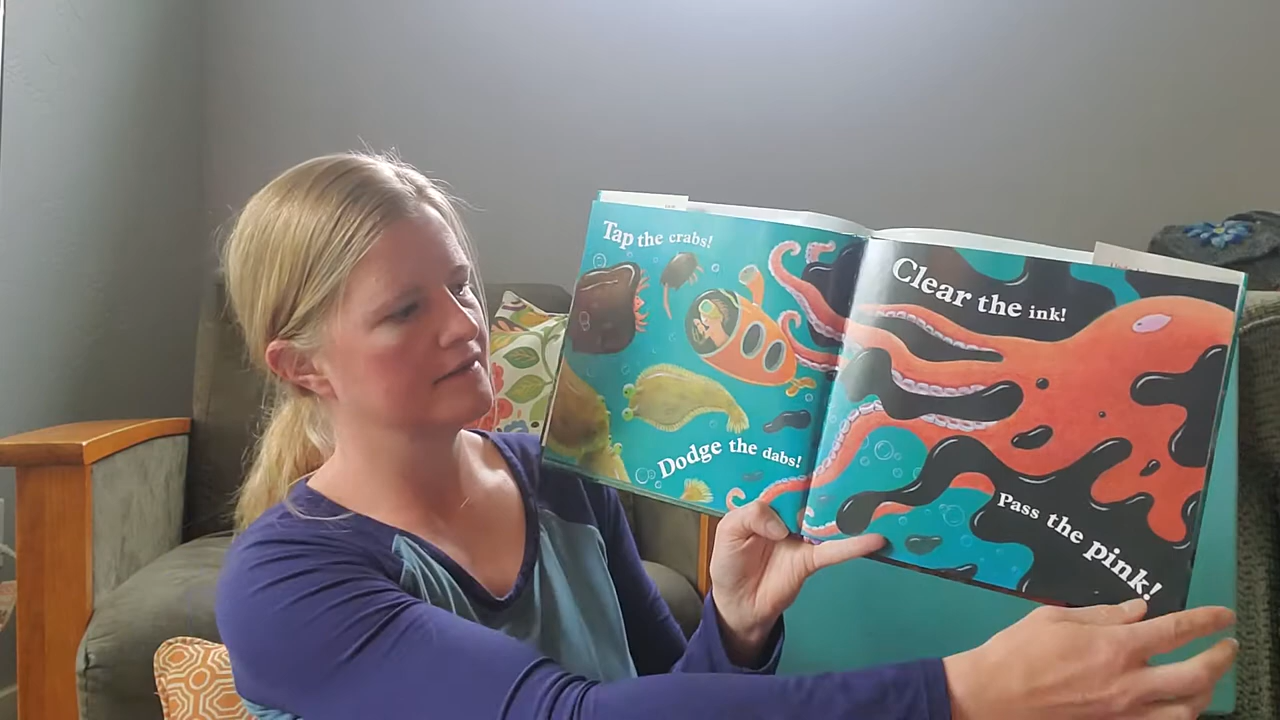 Tap the crabs!
Dodge the dabs!
Clear the ink!
Pass the pink!